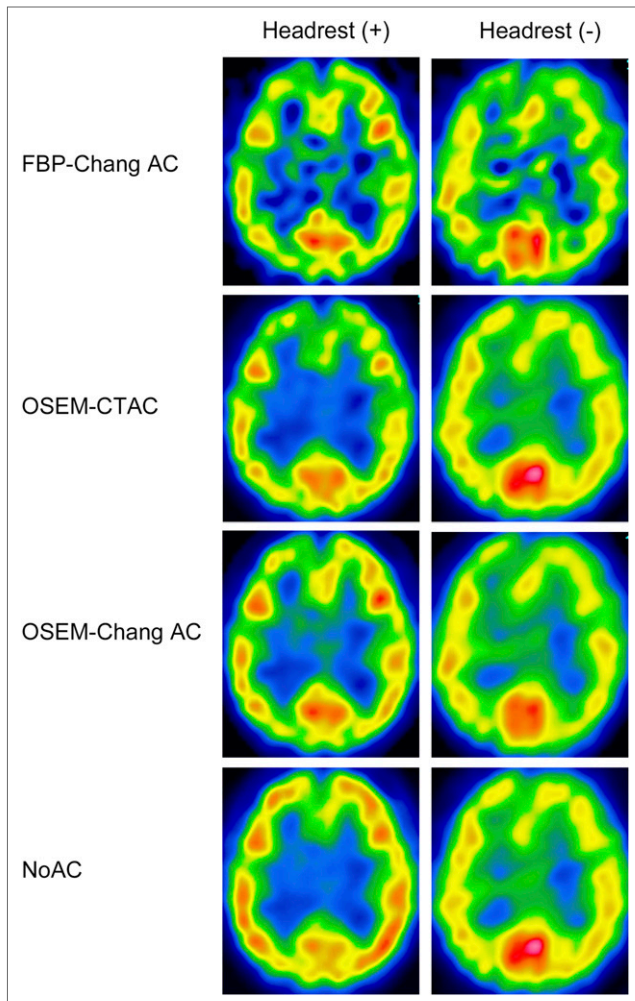 Headrest (+) Headrest (-)
FBP-Chang AC
OSEM-CTAC
OSEM-Chang AC
NoAC